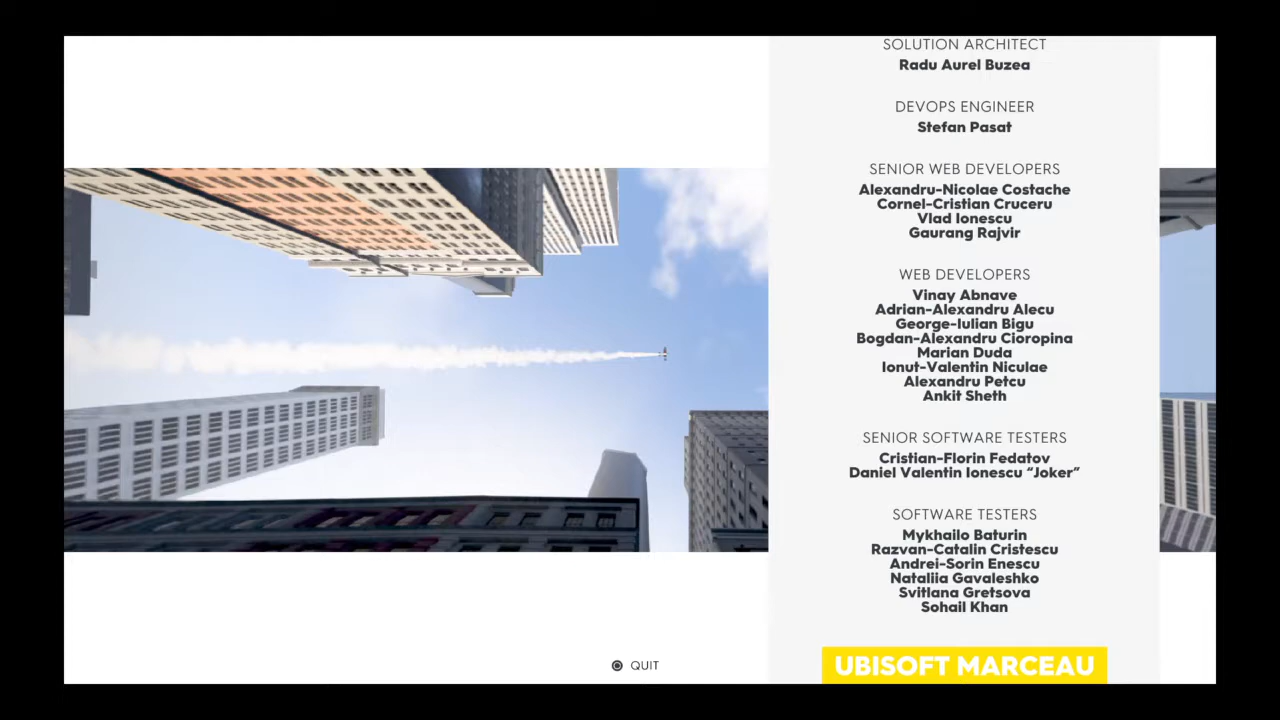 SOLUTION ARCHITECT
Radu Aurel Buzea
DEVOPS ENGINEER
Stefan Pasat
SENIOR WEB DEVELOPERS
Alexandru-Nicolae Costache
Cornel-Cristian Cruceru
Vlad Ionescu
Gaurang Rajvir
WEB DEVELOPERS
Vinay Abnave
Adrian-Alexandru Alecu
George-Iulian Bigu
Bogdan-Alexandru Cioropina
Marian Duda
Ionut-Valentin Niculae
Alexandru Petcu
Ankit Sheth
SENIOR SOFTWARE TESTERS
Cristian-Florin Fedatov
Daniel Valentin Ionescu “Joker”
SOFTWARE TESTERS
Mykhailo Baturin
Razvan-Catalin Cristescu
Andrei-Sorin Enescu
Nataliia Gavaleshko
Svitlana Gretsova
Sohail Khan
UBISOFT MARCEAU
QUIT